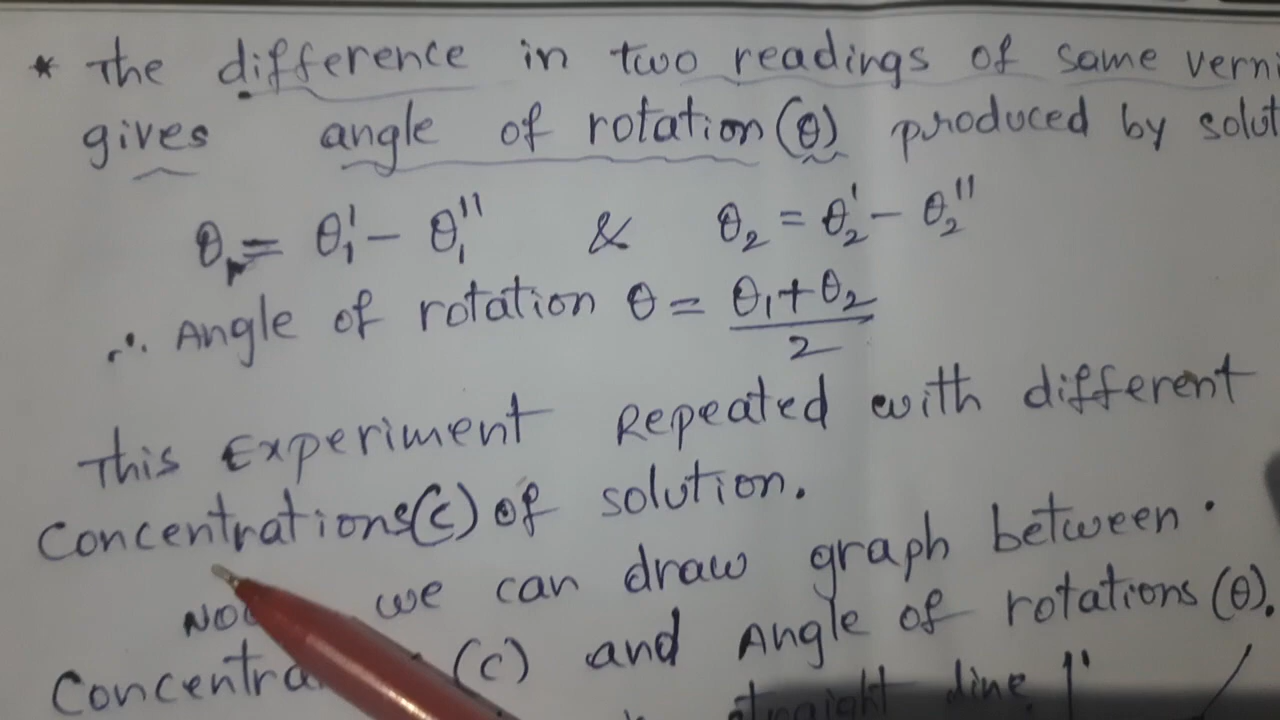 * The difference in two readings of same verni
gives angle of rotation (θ) produced by solut
θ₁ = θ₁' - θ₁'' & θ₂ = θ₂' - θ₂''
∴ Angle of rotation θ = (θ₁+θ₂)/2
This Experiment Repeated with different
Concentrations(c) of solution.
we can draw graph between
Concentra (c) and Angle of rotations (θ).
straight line